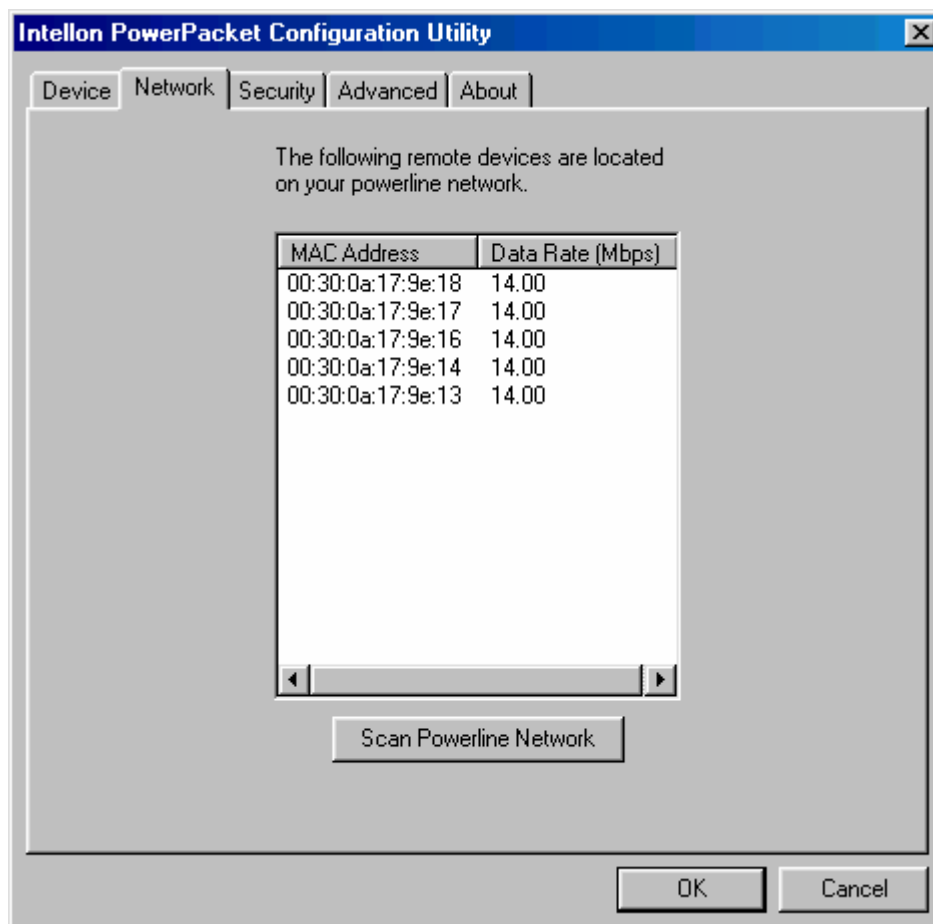 Intellon PowerPacket Configuration Utility
Device Network Security Advanced About
The following remote devices are located
on your powerline network.
MAC Address Data Rate (Mbps)
00:30:0a:17:9e:18 14.00
00:30:0a:17:9e:17 14.00
00:30:0a:17:9e:16 14.00
00:30:0a:17:9e:14 14.00
00:30:0a:17:9e:13 14.00
Scan Powerline Network
OK Cancel